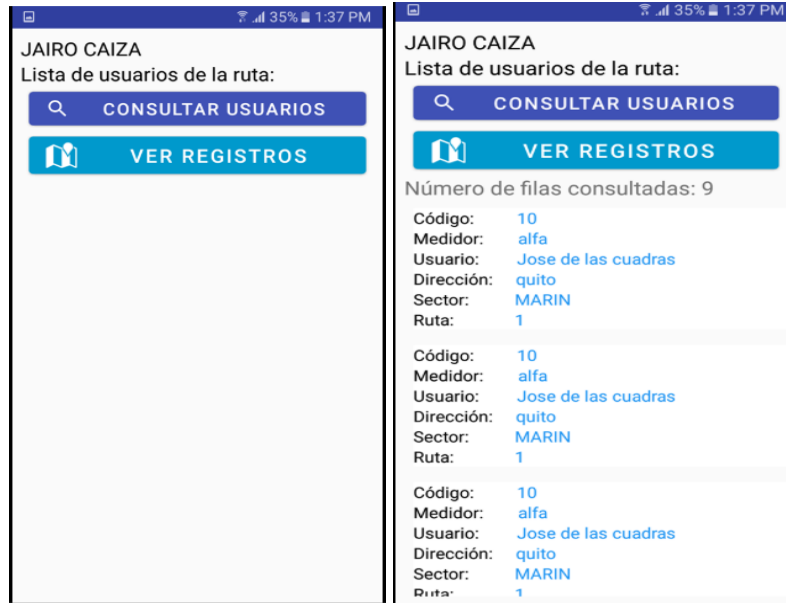 35% 1:37 PM
JAIRO CAIZA
Lista de usuarios de la ruta:
CONSULTAR USUARIOS
VER REGISTROS
35% 1:37 PM
JAIRO CAIZA
Lista de usuarios de la ruta:
CONSULTAR USUARIOS
VER REGISTROS
Número de filas consultadas: 9
Código: 10
Medidor: alfa
Usuario: Jose de las cuadras
Dirección: quito
Sector: MARIN
Ruta: 1
Código: 10
Medidor: alfa
Usuario: Jose de las cuadras
Dirección: quito
Sector: MARIN
Ruta: 1
Código: 10
Medidor: alfa
Usuario: Jose de las cuadras
Dirección: quito
Sector: MARIN
Ruta: 1